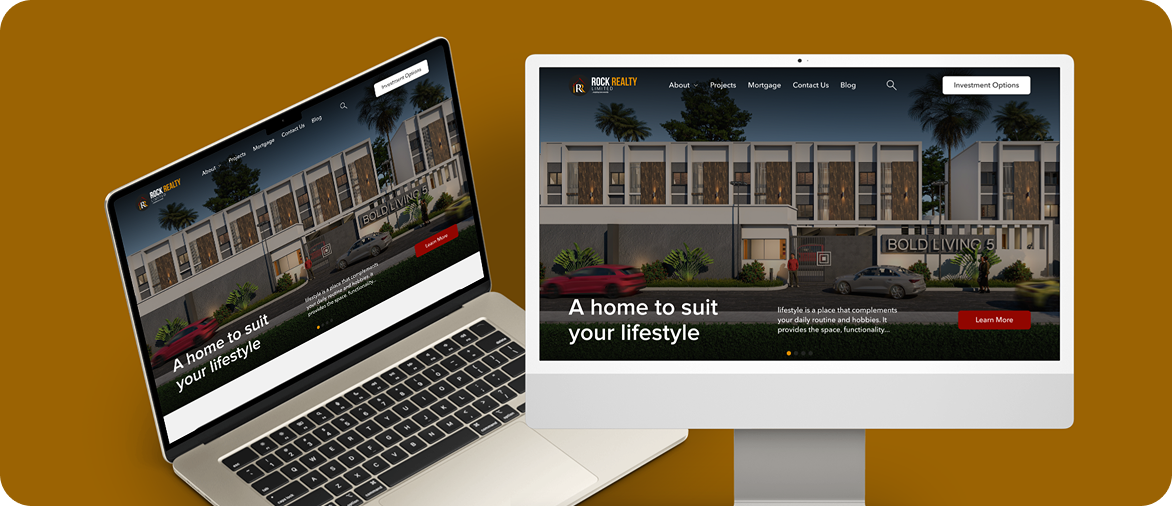 ROCK REALTY
LIMITED
About
Projects
Mortgage
Contact Us
Blog
Investment Options
BOLD LIVING 5
A home to suit
your lifestyle
lifestyle is a place that complements
your daily routine and hobbies. It
provides the space, functionality...
Learn More
ROCK REALTY
LIMITED
About
Projects
Mortgage
Contact Us
Blog
Investment Options
BOLD LIVING 5
A home to suit
your lifestyle
lifestyle is a place that complements
your daily routine and hobbies. It
provides the space, functionality...
Learn More